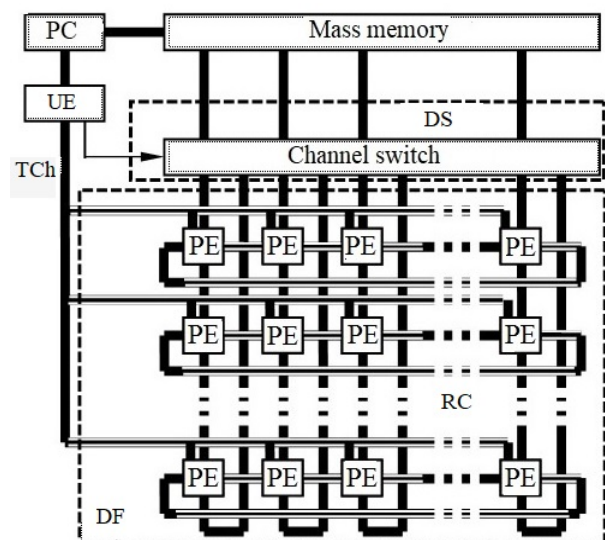 PC
Mass memory
UE
DS
Channel switch
TCh
PE PE PE PE
PE PE PE PE
RC
PE PE PE PE
DF